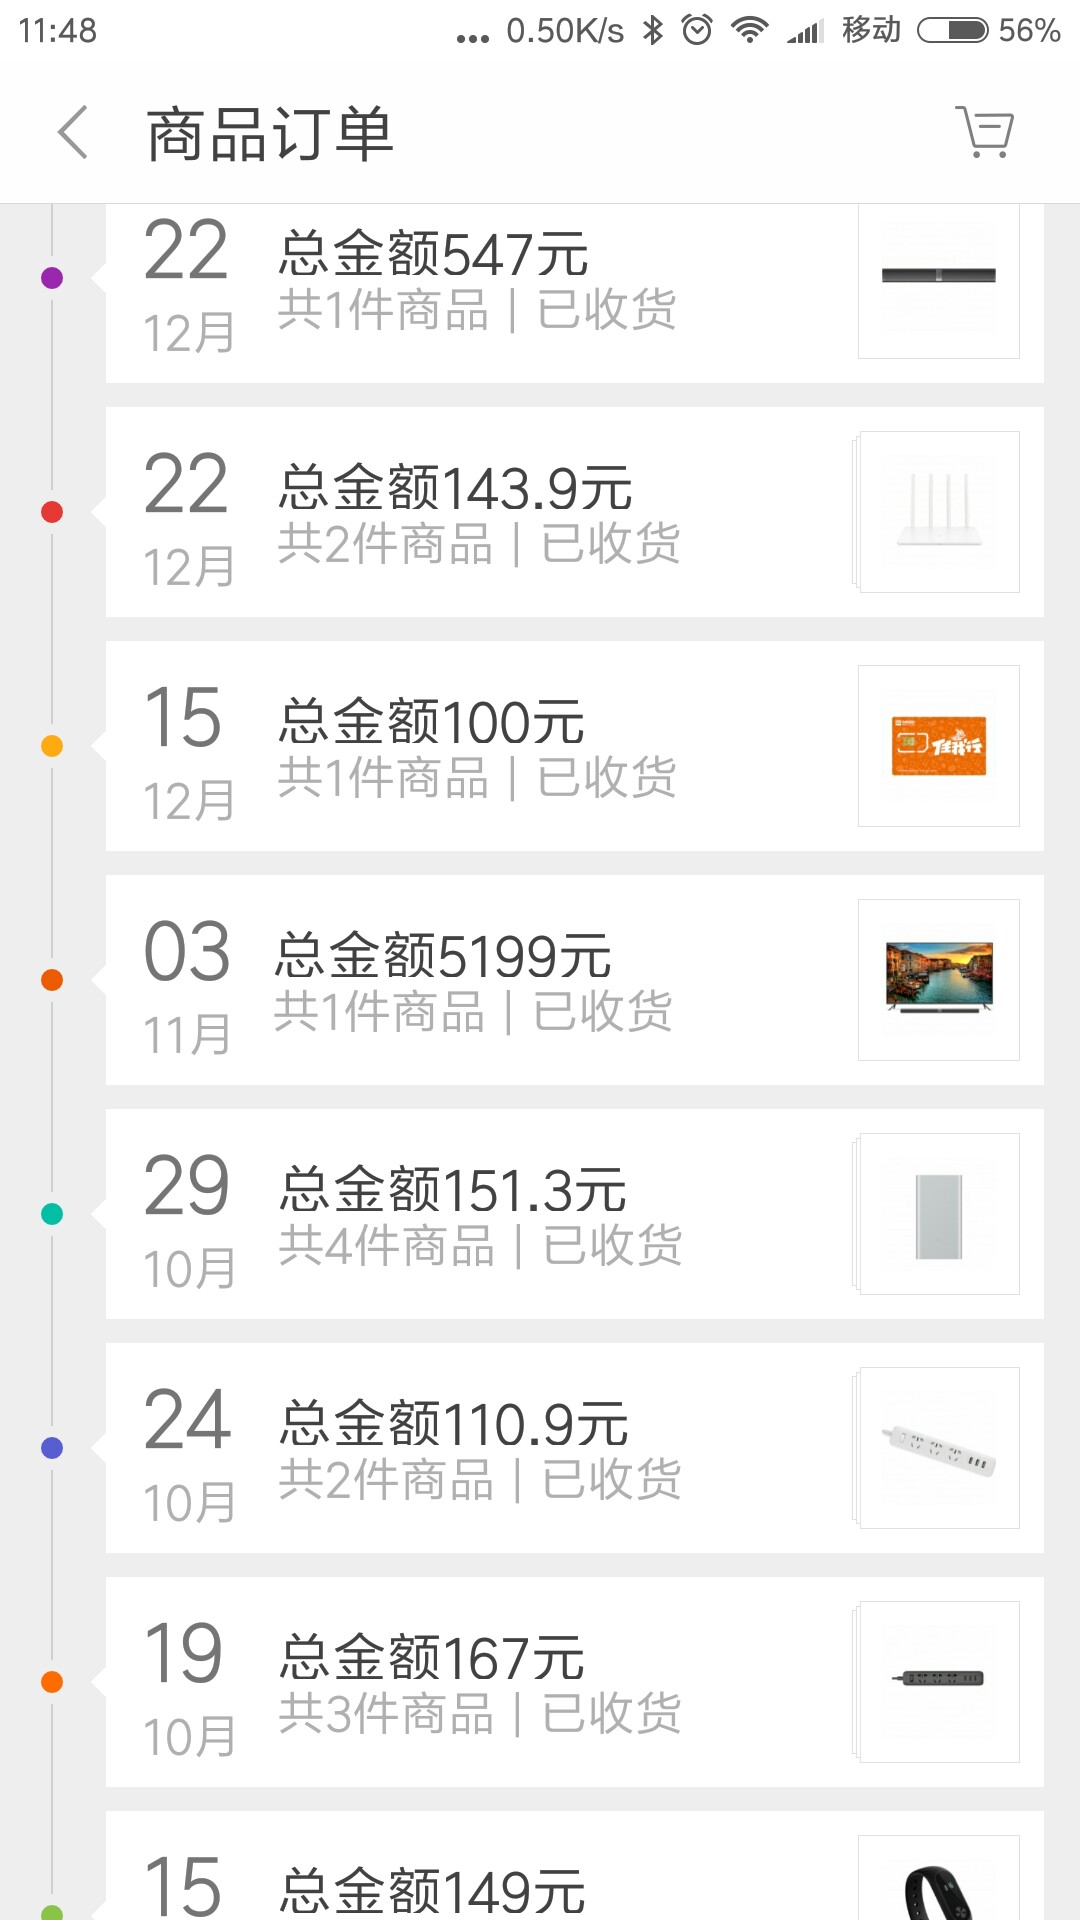 11:48 ... 0.50K/s 移动 56%
商品订单
22 总金额547元
12月 共1件商品 | 已收货
22 总金额143.9元
12月 共2件商品 | 已收货
15 总金额100元
12月 共1件商品 | 已收货
任我行
03 总金额5199元
11月 共1件商品 | 已收货
29 总金额151.3元
10月 共4件商品 | 已收货
24 总金额110.9元
10月 共2件商品 | 已收货
19 总金额167元
10月 共3件商品 | 已收货
15 总金额149元